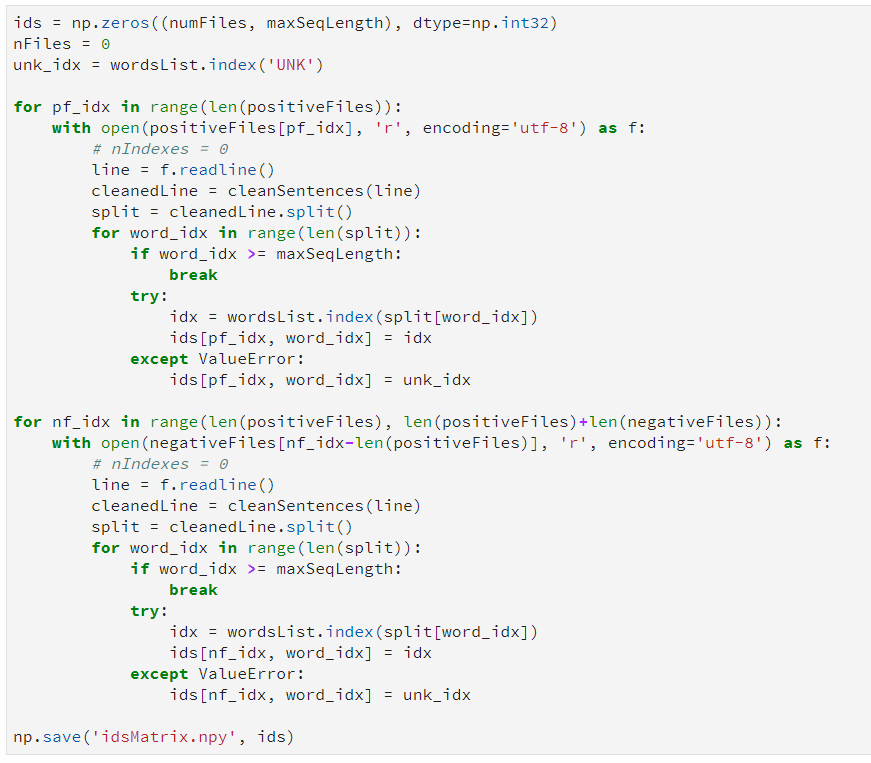 ids = np.zeros((numFiles, maxSeqLength), dtype=np.int32)
nFiles = 0
unk_idx = wordsList.index('UNK')

for pf_idx in range(len(positiveFiles)):
    with open(positiveFiles[pf_idx], 'r', encoding='utf-8') as f:
        # nIndexes = 0
        line = f.readline()
        cleanedLine = cleanSentences(line)
        split = cleanedLine.split()
        for word_idx in range(len(split)):
            if word_idx >= maxSeqLength:
                break
            try:
                idx = wordsList.index(split[word_idx])
                ids[pf_idx, word_idx] = idx
            except ValueError:
                ids[pf_idx, word_idx] = unk_idx

for nf_idx in range(len(positiveFiles), len(positiveFiles)+len(negativeFiles)):
    with open(negativeFiles[nf_idx-len(positiveFiles)], 'r', encoding='utf-8') as f:
        # nIndexes = 0
        line = f.readline()
        cleanedLine = cleanSentences(line)
        split = cleanedLine.split()
        for word_idx in range(len(split)):
            if word_idx >= maxSeqLength:
                break
            try:
                idx = wordsList.index(split[word_idx])
                ids[nf_idx, word_idx] = idx
            except ValueError:
                ids[nf_idx, word_idx] = unk_idx

np.save('idsMatrix.npy', ids)